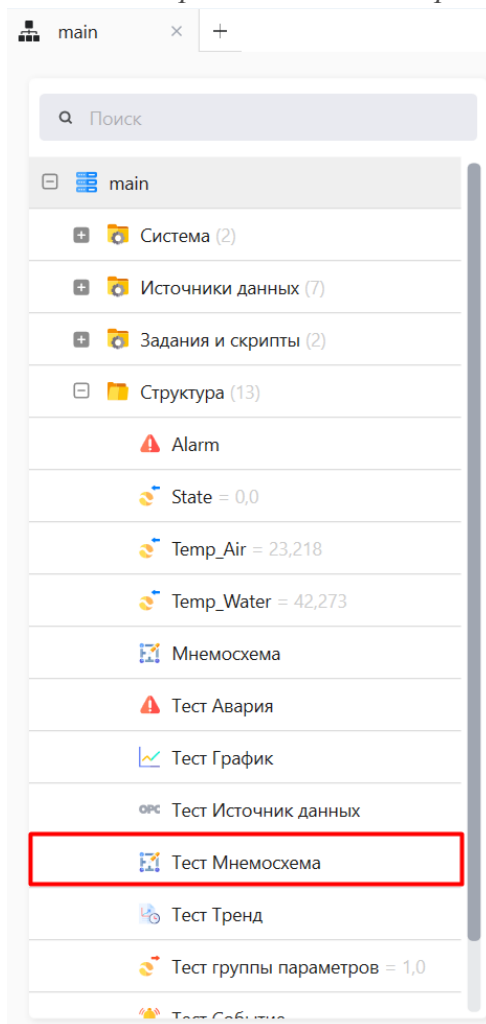 main
Поиск
main
Система (2)
Источники данных (7)
Задания и скрипты (2)
Структура (13)
Alarm
State = 0,0
Temp_Air = 23,218
Temp_Water = 42,273
Мнемосхема
Тест Авария
Тест График
OPC Тест Источник данных
Тест Мнемосхема
Тест Тренд
Тест группы параметров = 1,0
Тест Событие